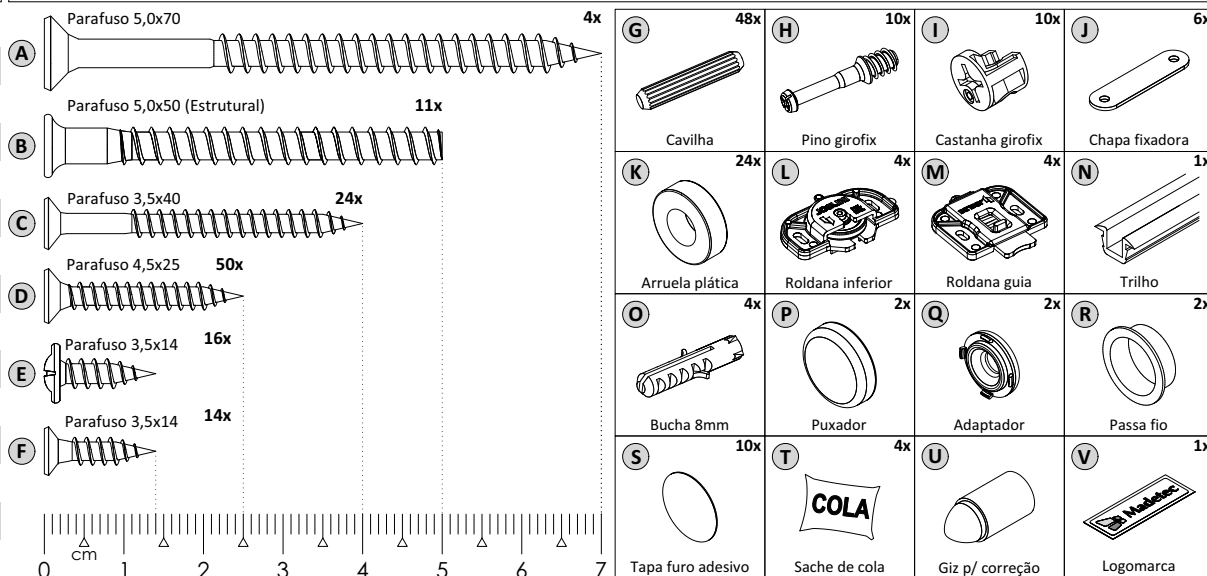 A
Parafuso 5,0x70
4x
B
Parafuso 5,0x50 (Estrutural)
11x
C
Parafuso 3,5x40
24x
D
Parafuso 4,5x25
50x
E
Parafuso 3,5x14
16x
F
Parafuso 3,5x14
14x
cm
0 1 2 3 4 5 6 7
G
48x
Cavilha
H
10x
Pino girofix
I
10x
Castanha girofix
J
6x
Chapa fixadora
K
24x
Arruela plática
L
4x
Roldana inferior
M
4x
Roldana guia
N
1x
Trilho
O
4x
Bucha 8mm
P
2x
Puxador
Q
2x
Adaptador
R
2x
Passa fio
S
10x
Tapa furo adesivo
T
4x
COLA
Sache de cola
U
Giz p/ correção
V
1x
Madetec
Logomarca